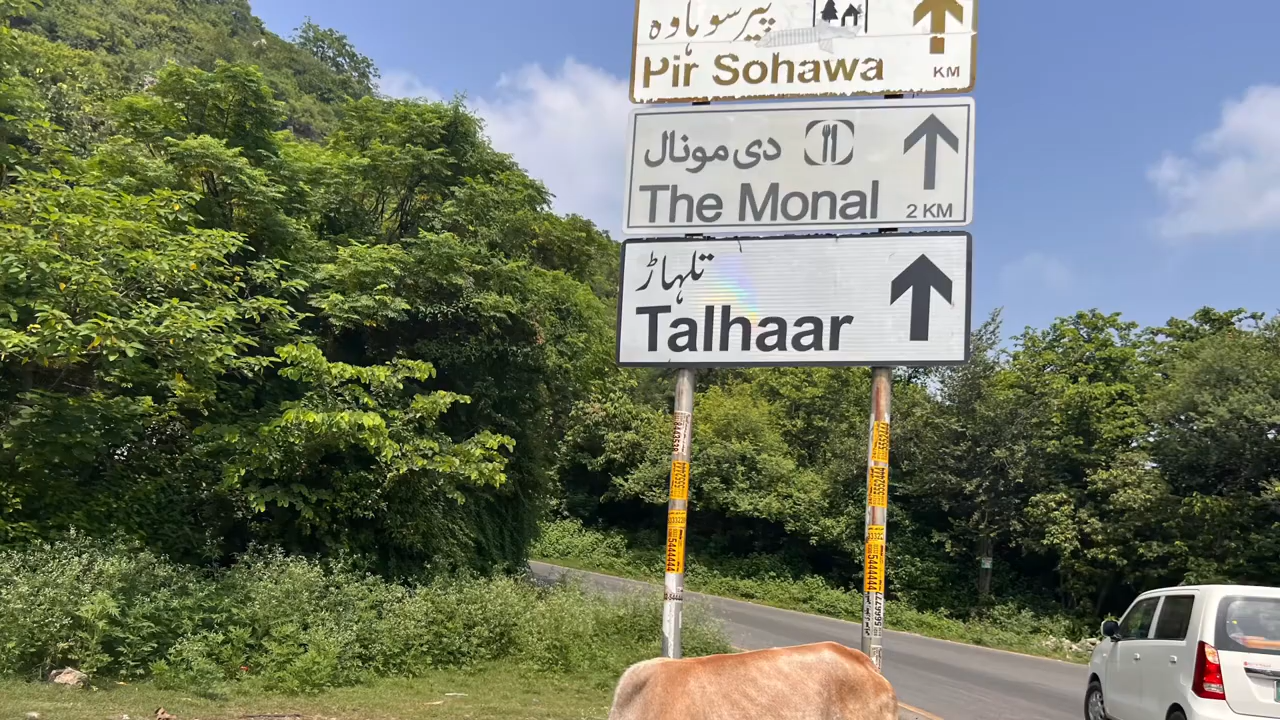 پیر سوہاوہ
Pir Sohawa
KM
دی مونال
The Monal
2 KM
تلہاڑ
Talhaar